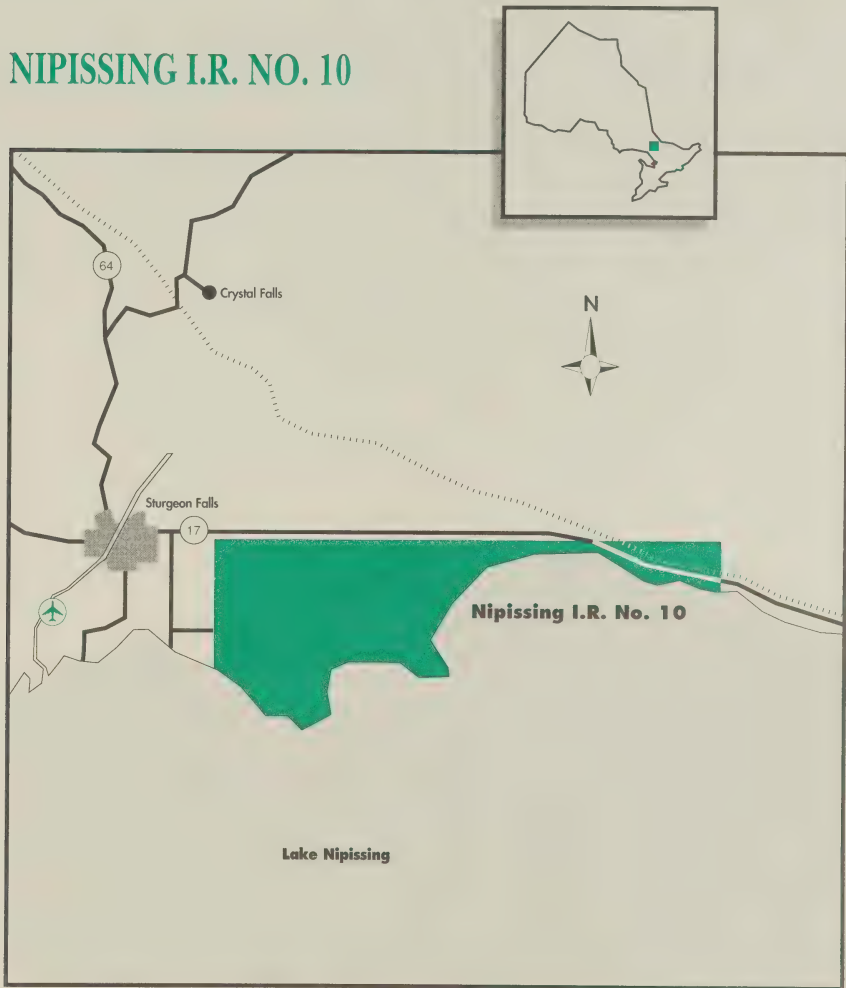 NIPISSING I.R. NO. 10
64
Crystal Falls
N
Sturgeon Falls
17
Nipissing I.R. No. 10
Lake Nipissing